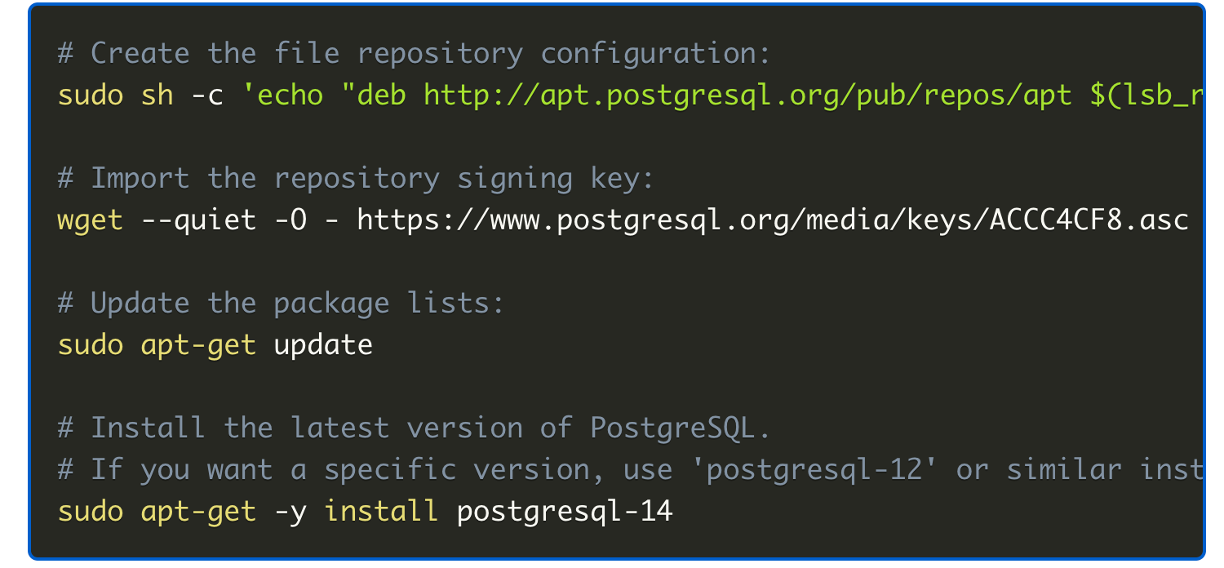 # Create the file repository configuration:
sudo sh -c 'echo "deb http://apt.postgresql.org/pub/repos/apt $(lsb_r
# Import the repository signing key:
wget --quiet -O - https://www.postgresql.org/media/keys/ACCC4CF8.asc
# Update the package lists:
sudo apt-get update
# Install the latest version of PostgreSQL.
# If you want a specific version, use 'postgresql-12' or similar inst
sudo apt-get -y install postgresql-14